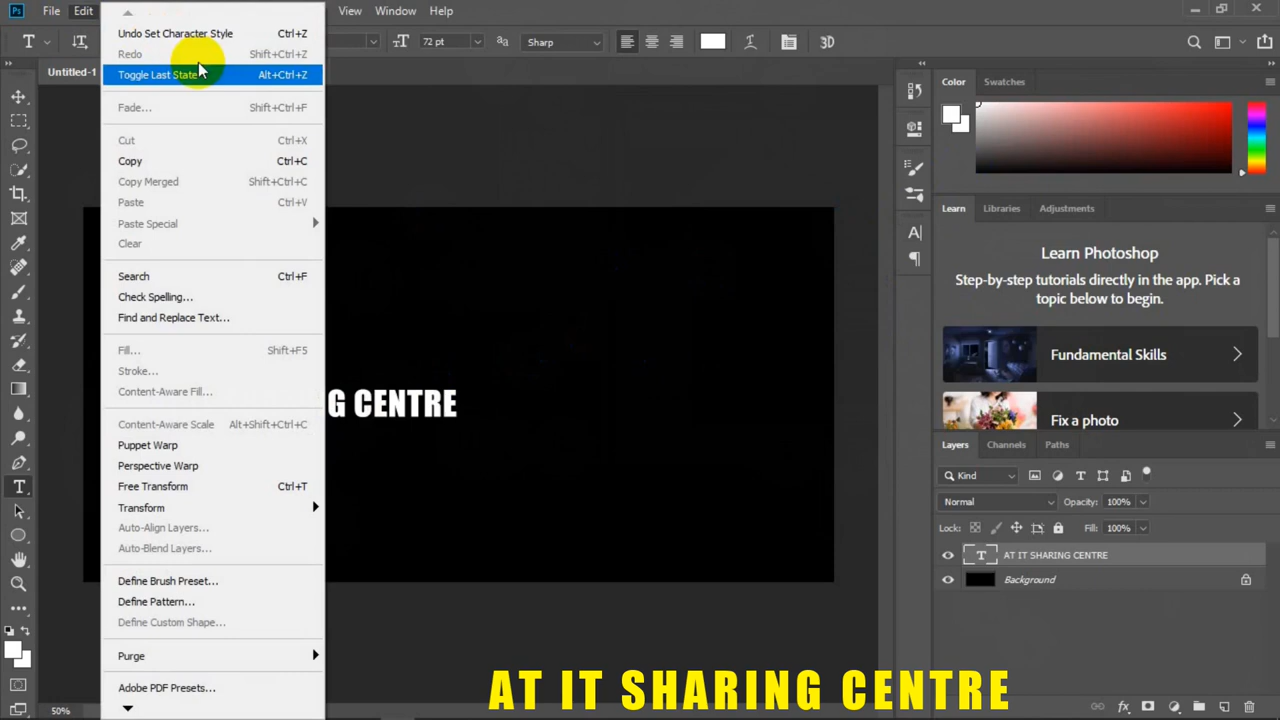 Ps File Edit View Window Help
T 72 pt Sharp 3D
Untitled-1
Undo Set Character Style Ctrl+Z
Redo Shift+Ctrl+Z
Toggle Last State Alt+Ctrl+Z
Fade... Shift+Ctrl+F
Cut Ctrl+X
Copy Ctrl+C
Copy Merged Shift+Ctrl+C
Paste Ctrl+V
Paste Special
Clear
Search Ctrl+F
Check Spelling...
Find and Replace Text...
Fill... Shift+F5
Stroke...
Content-Aware Fill...
Content-Aware Scale Alt+Shift+Ctrl+C
Puppet Warp
Perspective Warp
Free Transform Ctrl+T
Transform
Auto-Align Layers...
Auto-Blend Layers...
Define Brush Preset...
Define Pattern...
Define Custom Shape...
Purge
Adobe PDF Presets...
G CENTRE
50%
Color Swatches
Learn Libraries Adjustments
Learn Photoshop
Step-by-step tutorials directly in the app. Pick a
topic below to begin.
Fundamental Skills
Fix a photo
Layers Channels Paths
Kind
Normal Opacity: 100%
Lock: Fill: 100%
T AT IT SHARING CENTRE
Background
fx
AT IT SHARING CENTRE